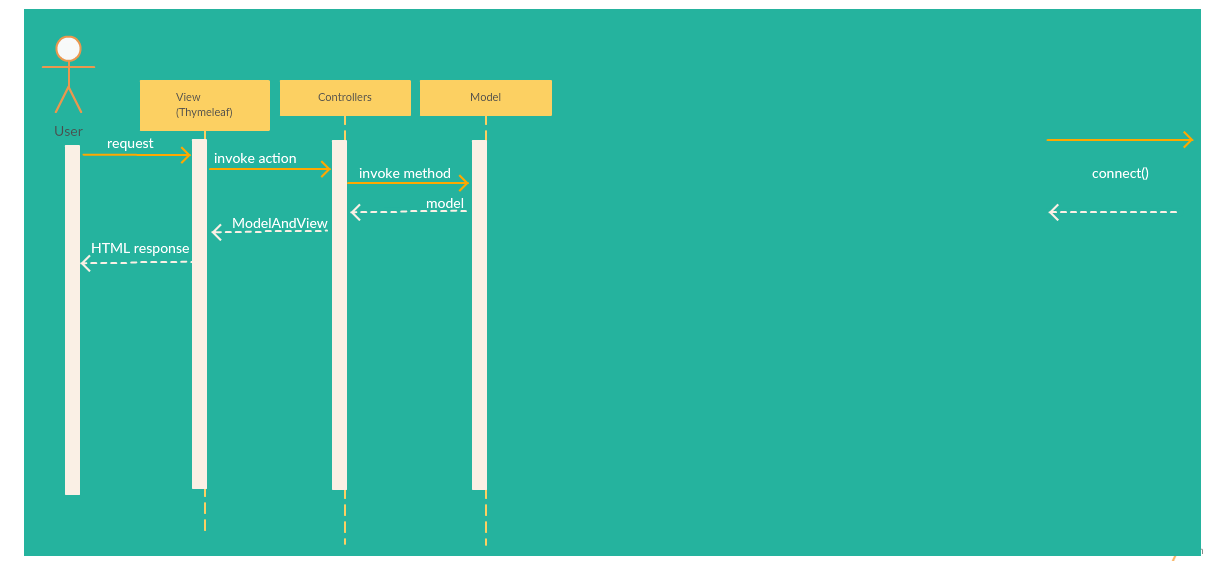 User
View
(Thymeleaf)
Controllers
Model
request
invoke action
invoke method
connect()
model
ModelAndView
HTML response